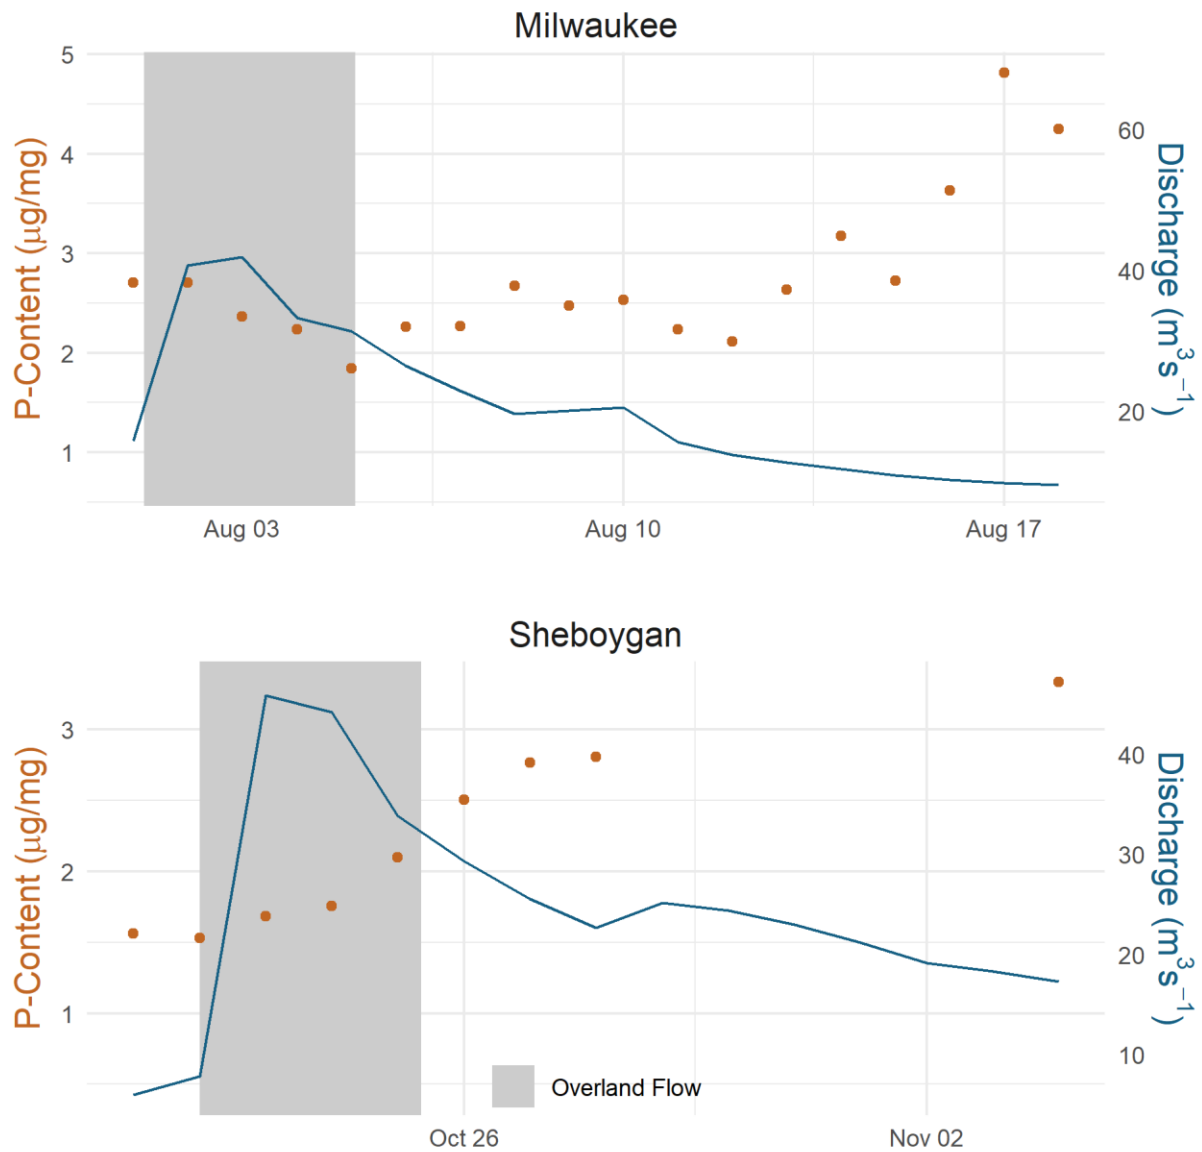 Milwaukee
P-Content (μg/mg)
5
4
3
2
1
60
40
20
Discharge (m³s⁻¹)
Aug 03
Aug 10
Aug 17
Sheboygan
P-Content (μg/mg)
3
2
1
40
30
20
10
Discharge (m³s⁻¹)
Overland Flow
Oct 26
Nov 02